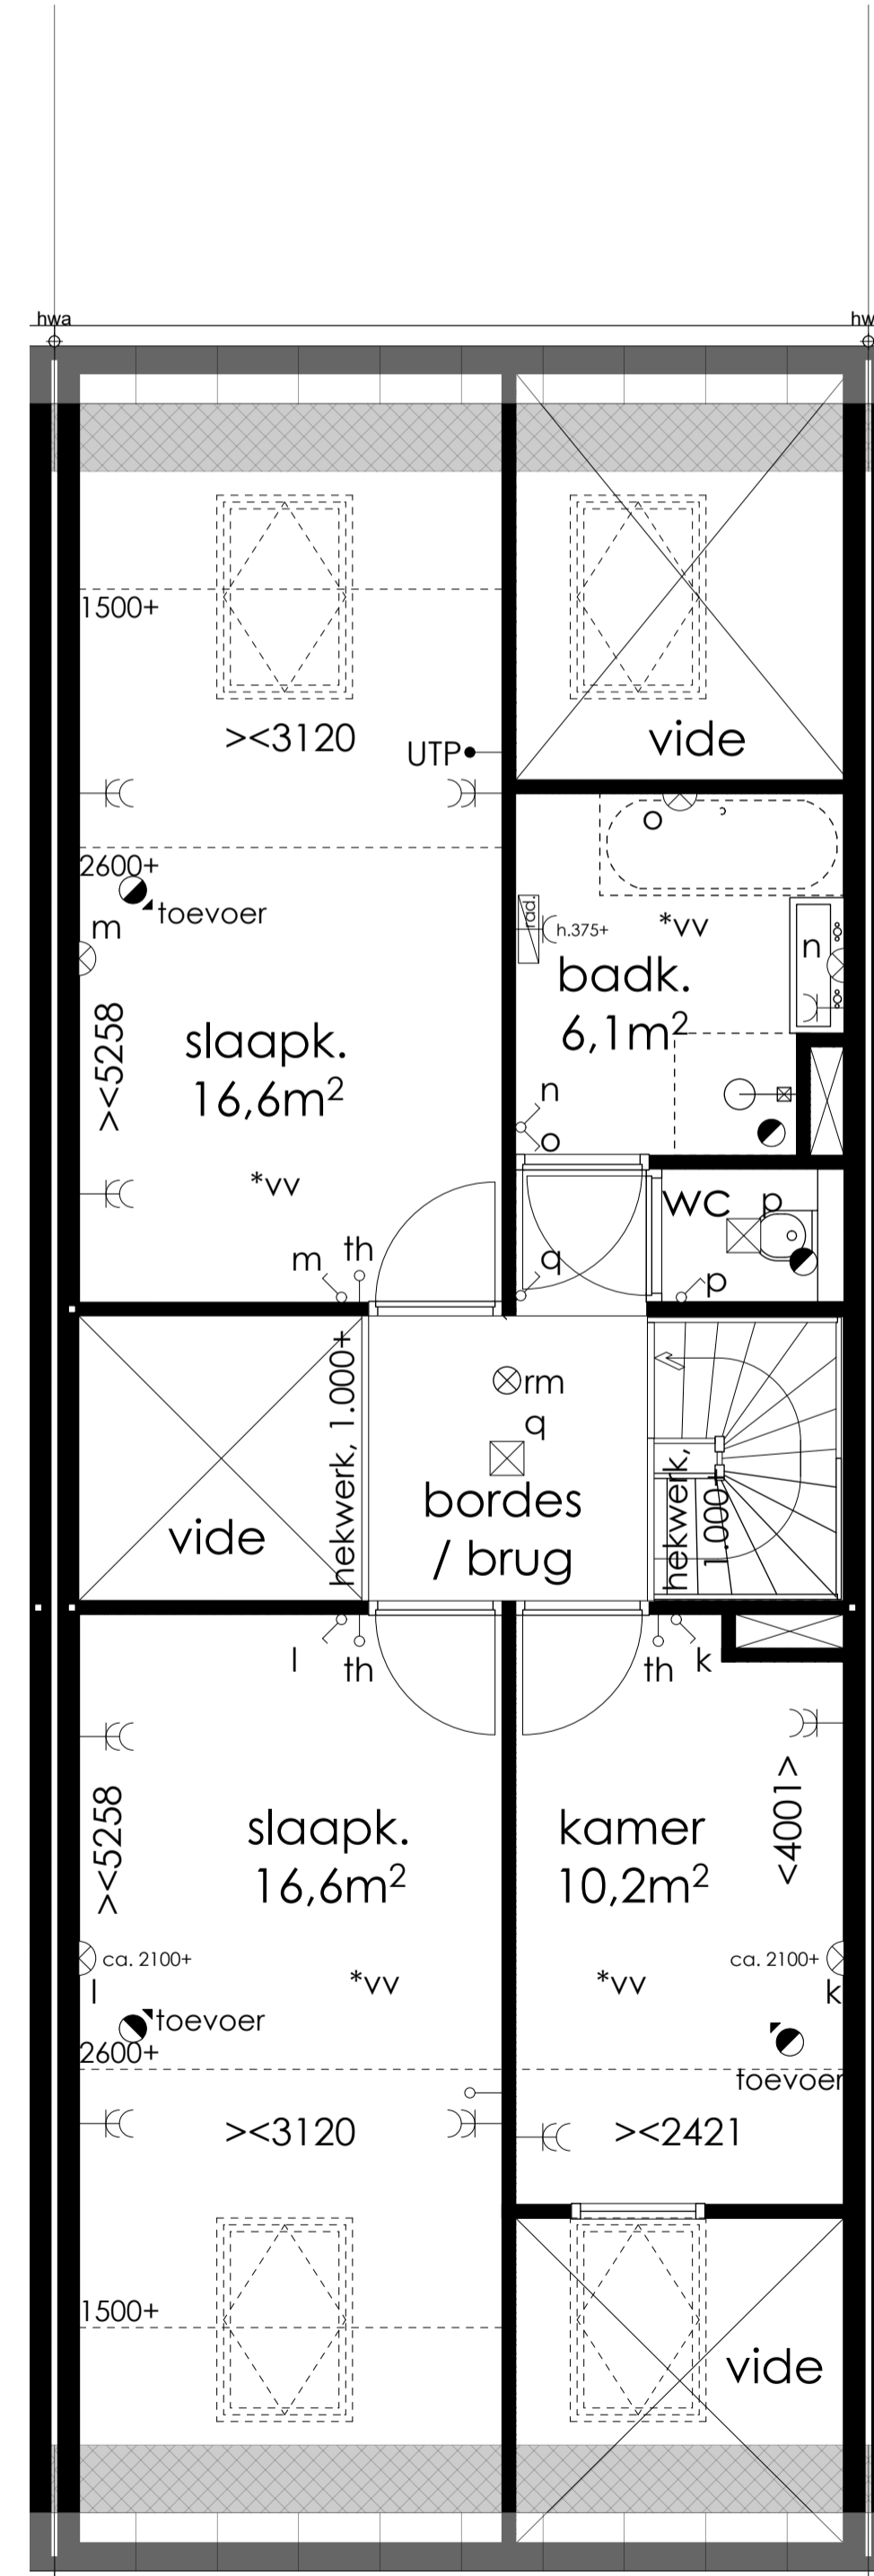 hwa
hw
1500+
><3120
UTP
vide
2600+
toevoer
m
o
rad.
h.375+
*vv
n
badk.
6,1m²
><5258
slaapk.
16,6m²
n
o
*vv
wc p
m th
q
p
hekwerk, 1.000+
rm
q
bordes
/ brug
vide
hekwerk,
1.000+
l th
th k
><5258
slaapk.
16,6m²
kamer
10,2m²
<4001>
ca. 2100+
l
*vv
*vv
ca. 2100+
k
toevoer
2600+
toevoer
><3120
><2421
1500+
vide